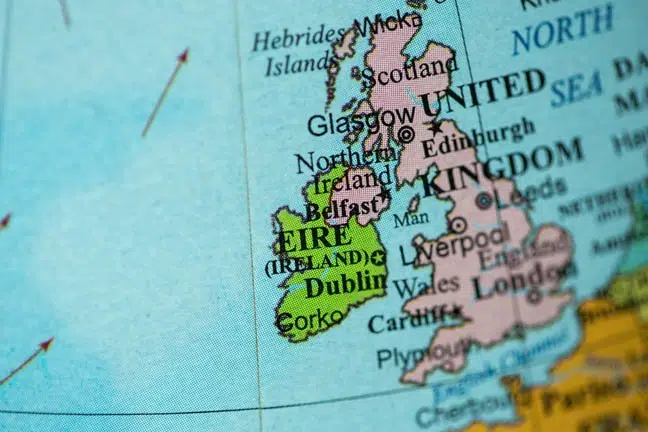 Wick
Hebrides
Islands
NORTH
SEA
Scotland
UNITED
KINGDOM
Glasgow
Edinburgh
Northern
Ireland
Belfast
Man
Leeds
EIRE
(IRELAND)
Dublin
Cork
Liverpool
England
Wales
London
Cardiff
Plymouth
English Channel
Cherbourg
Paris